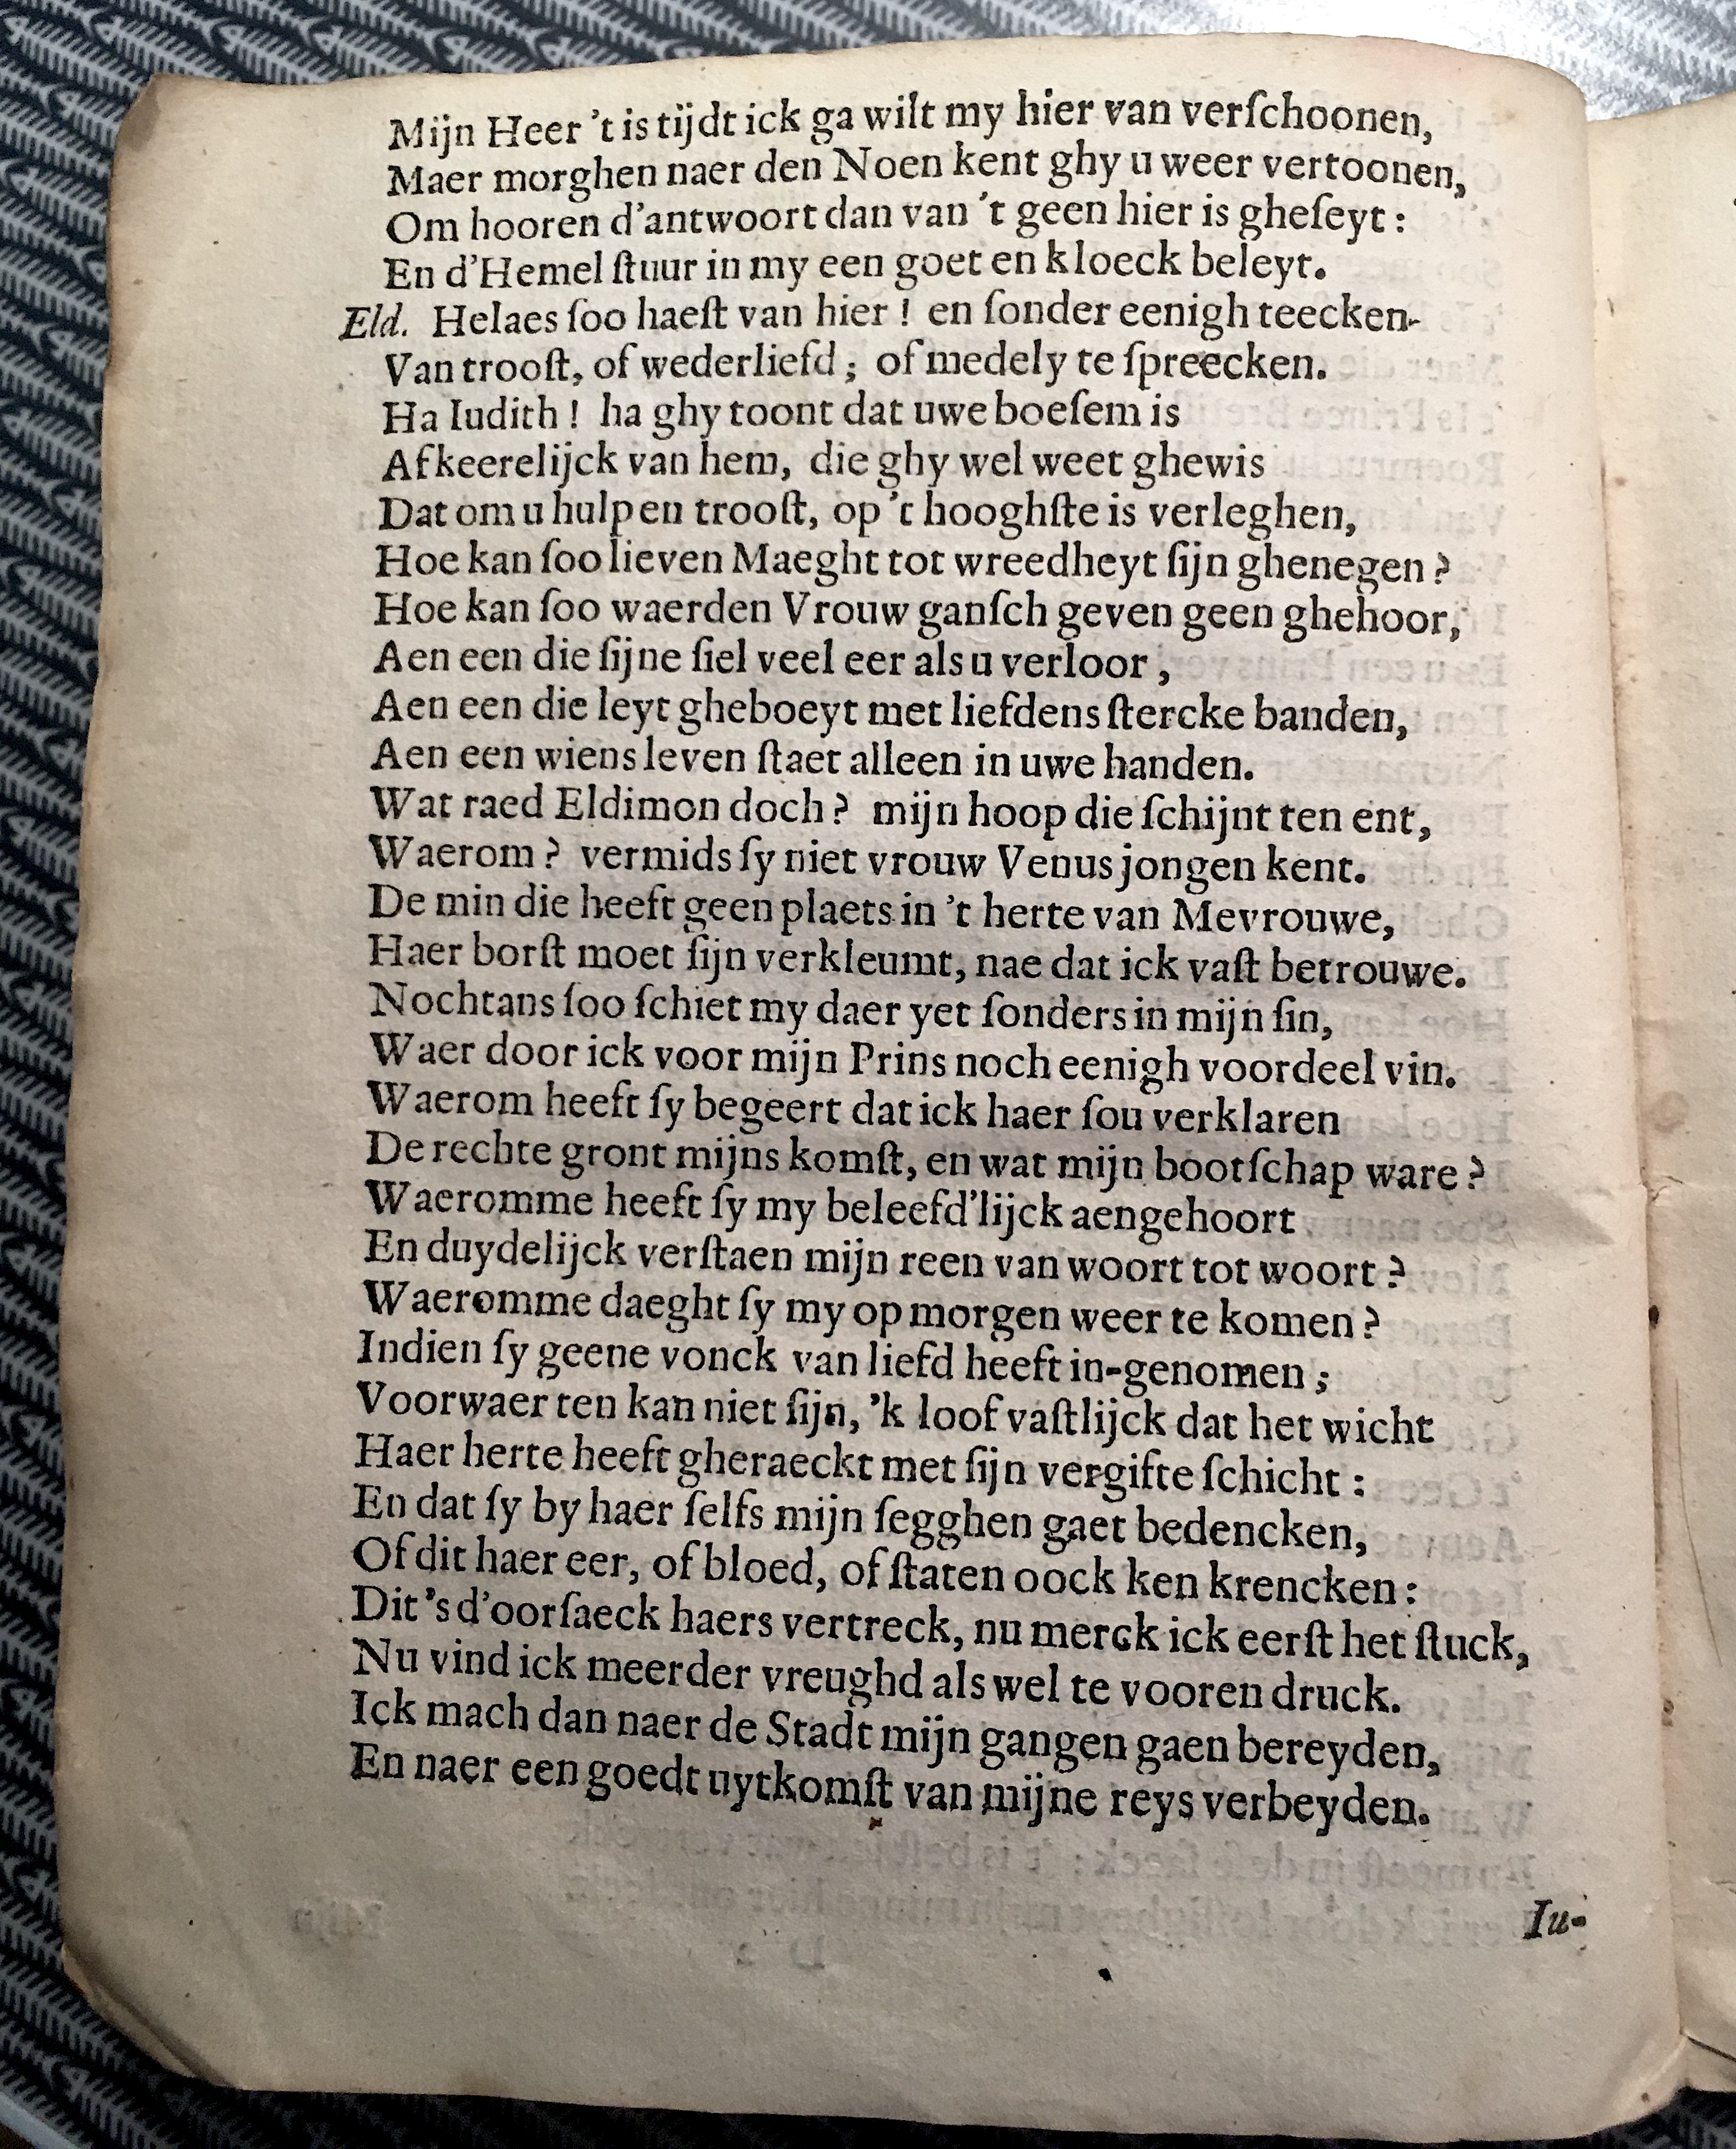 Mijn Heer ’t is tijdt ick ga wilt my hier van verſchoonen,
Maer morghen naer den Noen kent ghy u weer vertoonen,
Om hooren d’antwoort dan van ’t geen hier is gheſeyt :
En d’Hemel ſtuur in my een goet en kloeck beleyt.
Eld. Helaes ſoo haeſt van hier ! en ſonder eenigh teecken-
Van trooſt, of wederliefd ; of medely te ſpreecken.
Ha Iudith ! ha ghy toont dat uwe boeſem is
Afkeerelijck van hem, die ghy wel weet ghewis
Dat om u hulp en trooſt, op ’t hooghſte is verleghen,
Hoe kan ſoo lieven Maeght tot wreedheyt ſijn ghenegen ?
Hoe kan ſoo waerden Vrouw ganſch geven geen ghehoor,
Aen een die ſijne ſiel veel eer als u verloor ,
Aen een die leyt gheboeyt met liefdens ſtercke banden,
Aen een wiens leven ſtaet alleen in uwe handen.
Wat raed Eldimon doch ? mijn hoop die ſchijnt ten ent,
Waerom ? vermids ſy niet vrouw Venus jongen kent.
De min die heeft geen plaets in ’t herte van Mevrouwe,
Haer borſt moet ſijn verkleumt, nae dat ick vaſt betrouwe.
Nochtans ſoo ſchiet my daer yet ſonders in mijn ſin,
Waer door ick voor mijn Prins noch eenigh voordeel vin.
Waerom heeft ſy begeert dat ick haer ſou verklaren
De rechte gront mijns komſt, en wat mijn bootſchap ware ?
Waeromme heeft ſy my beleefd’lijck aengehoort
En duydelijck verſtaen mijn reen van woort tot woort ?
Waeromme daeght ſy my op morgen weer te komen ?
Indien ſy geene vonck van liefd heeft in-genomen ;
Voorwaer ten kan niet ſijn, ’k loof vaſtlijck dat het wicht
Haer herte heeft gheraeckt met ſijn vergifte ſchicht :
En dat ſy by haer ſelfs mijn ſegghen gaet bedencken,
Of dit haer eer, of bloed, of ſtaten oock ken krencken :
Dit ’s d’oorſaeck haers vertreck, nu merck ick eerſt het ſtuck,
Nu vind ick meerder vreughd als wel te vooren druck.
Ick mach dan naer de Stadt mijn gangen gaen bereyden,
En naer een goedt uytkomſt van mijne reys verbeyden.
Iu-